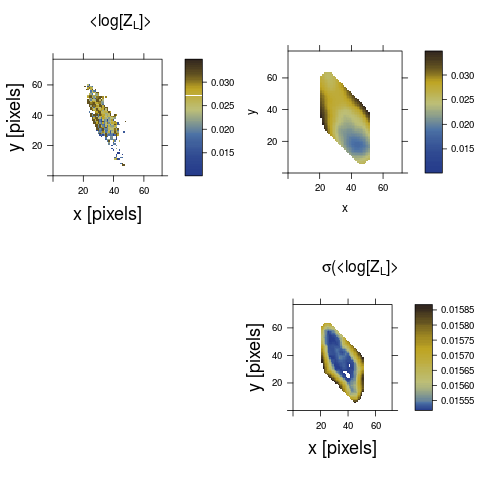 <log[Z_L]>
60
40
20
20 40 60
y [pixels]
x [pixels]
0.030
0.025
0.020
0.015
60
40
20
20 40 60
y
x
0.030
0.025
0.020
0.015
σ(<log[Z_L]>
60
40
20
20 40 60
y [pixels]
x [pixels]
0.01585
0.01580
0.01575
0.01570
0.01565
0.01560
0.01555